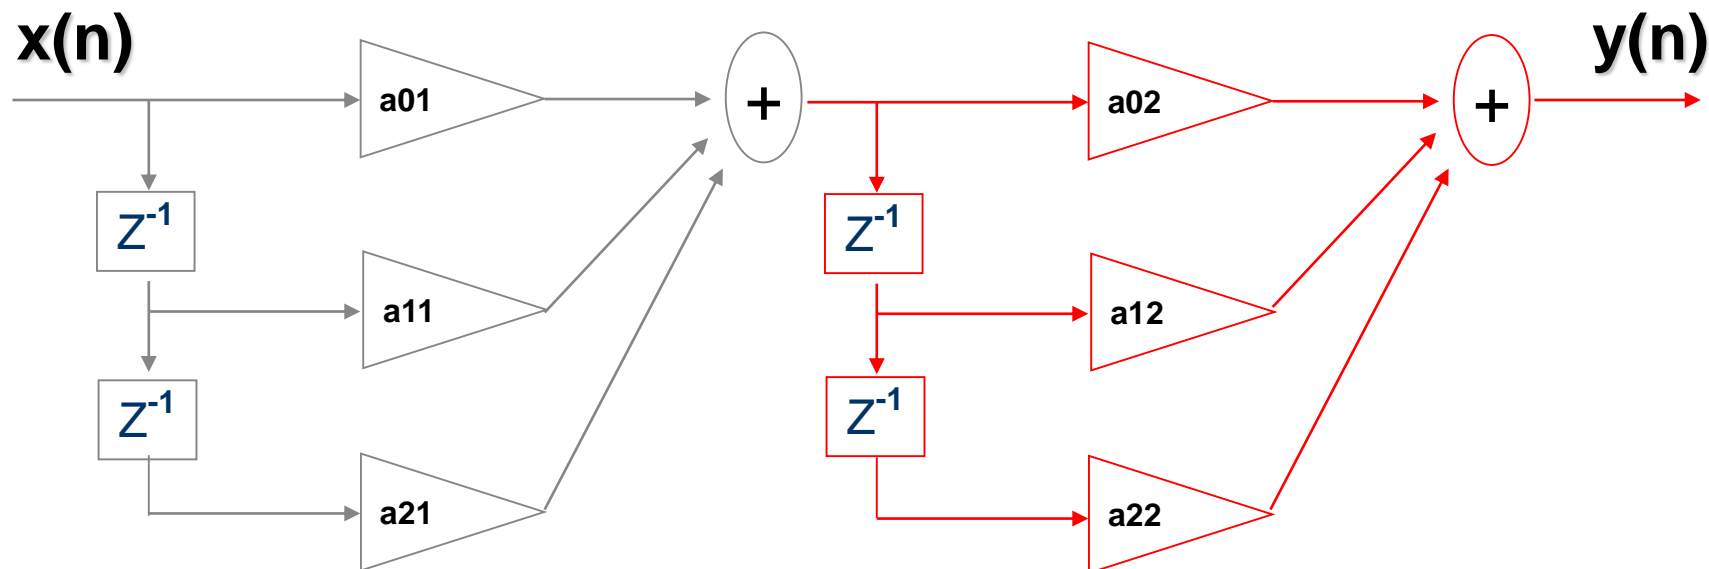 x(n)
y(n)
a01
+
a02
+
Z-1
Z-1
a11
a12
Z-1
Z-1
a21
a22